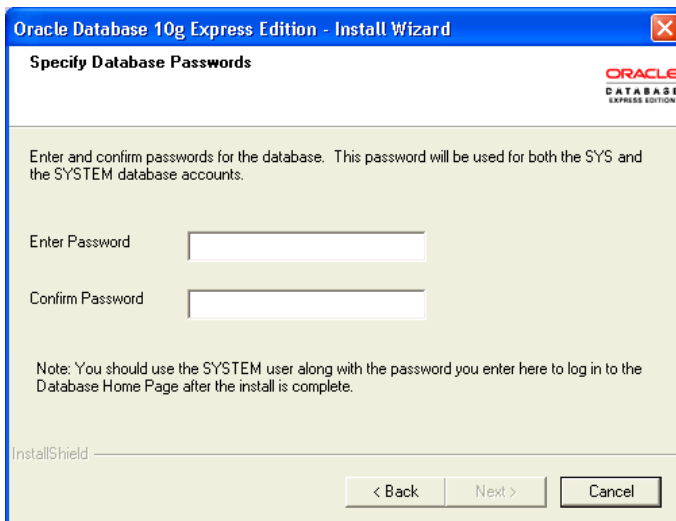 Oracle Database 10g Express Edition - Install Wizard
Specify Database Passwords
ORACLE
DATABASE
EXPRESS EDITION
Enter and confirm passwords for the database. This password will be used for both the SYS and
the SYSTEM database accounts.
Enter Password
Confirm Password
Note: You should use the SYSTEM user along with the password you enter here to log in to the
Database Home Page after the install is complete.
InstallShield
< Back
Next >
Cancel